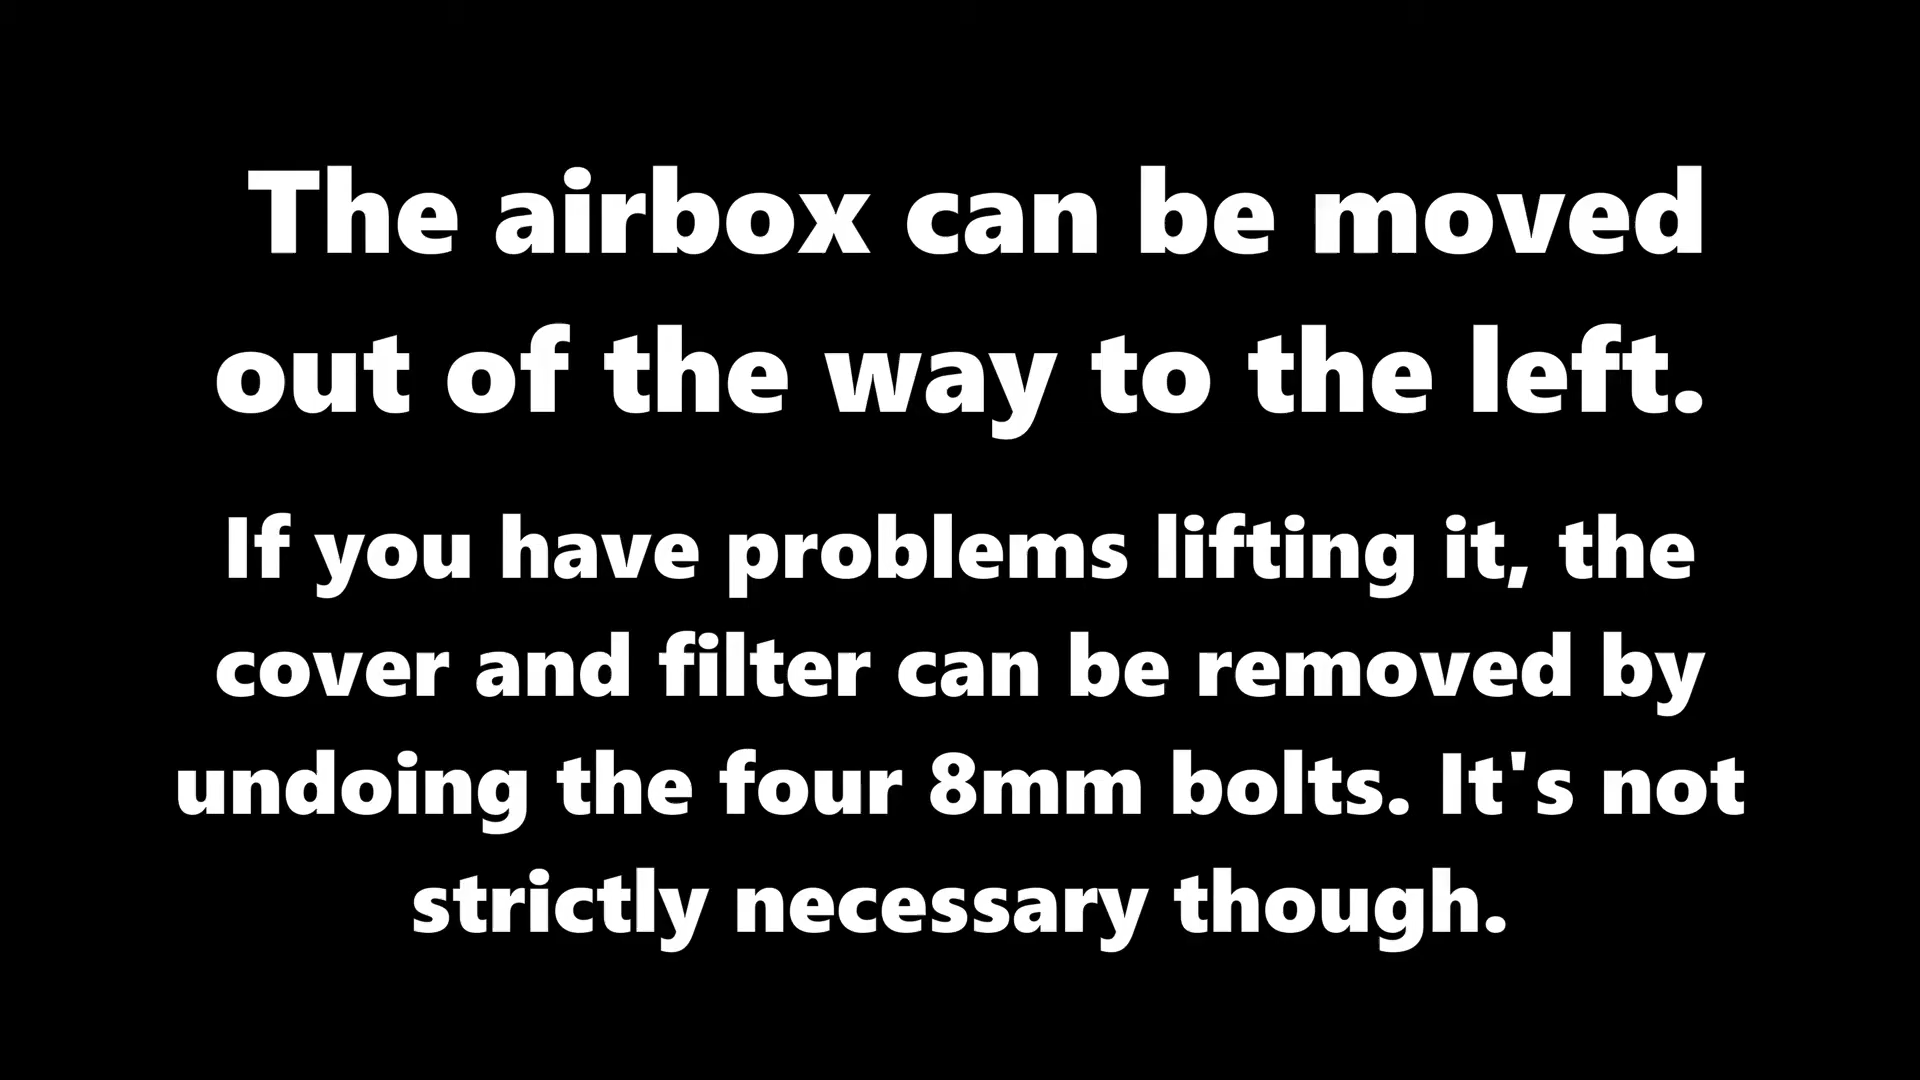 The airbox can be moved
out of the way to the left.
If you have problems lifting it, the
cover and filter can be removed by
undoing the four 8mm bolts. It's not
strictly necessary though.